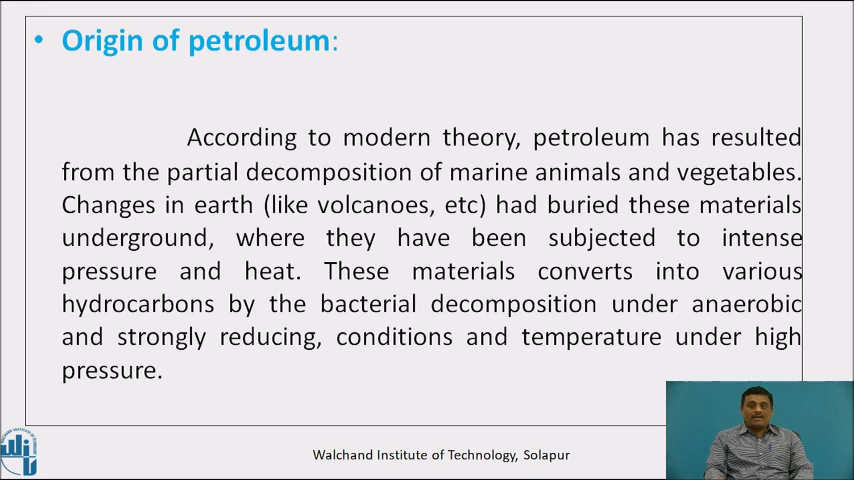 • Origin of petroleum:
According to modern theory, petroleum has resulted
from the partial decomposition of marine animals and vegetables.
Changes in earth (like volcanoes, etc) had buried these materials
underground, where they have been subjected to intense
pressure and heat. These materials converts into various
hydrocarbons by the bacterial decomposition under anaerobic
and strongly reducing, conditions and temperature under high
pressure.
Walchand Institute of Technology, Solapur